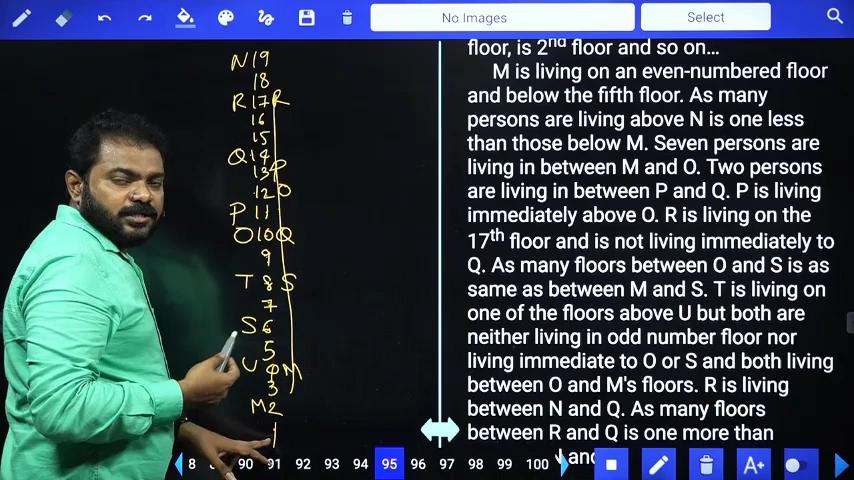 No Images
Select
N 19
18
R 17 R
16
15
Q 14
13 P
12 O
P 11
O 10 Q
9
T 8 S
7
S 6
5
U 4 M
3
M 2
1
floor, is 2nd floor and so on...
M is living on an even-numbered floor
and below the fifth floor. As many
persons are living above N is one less
than those below M. Seven persons are
living in between M and O. Two persons
are living in between P and Q. P is living
immediately above O. R is living on the
17th floor and is not living immediately to
Q. As many floors between O and S is as
same as between M and S. T is living on
one of the floors above U but both are
neither living in odd number floor nor
living immediate to O or S and both living
between O and M's floors. R is living
between N and Q. As many floors
between R and Q is one more than
8 89 90 91 92 93 94 95 96 97 98 99 100
A+